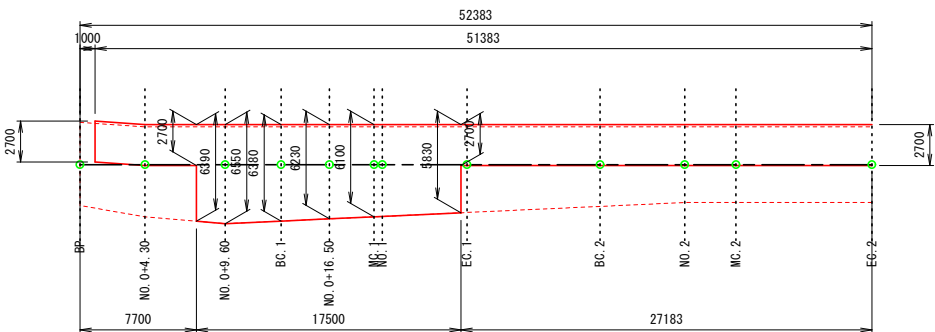 52383
1000
51383
2700
2700
6390
6550
6380
6230
6100
5830
2700
2700
BP
NO.0+4.30
NO.0+9.60
BC.1
NO.0+16.50
MC.1
NO.1
EC.1
BC.2
NO.2
MC.2
EC.2
7700
17500
27183